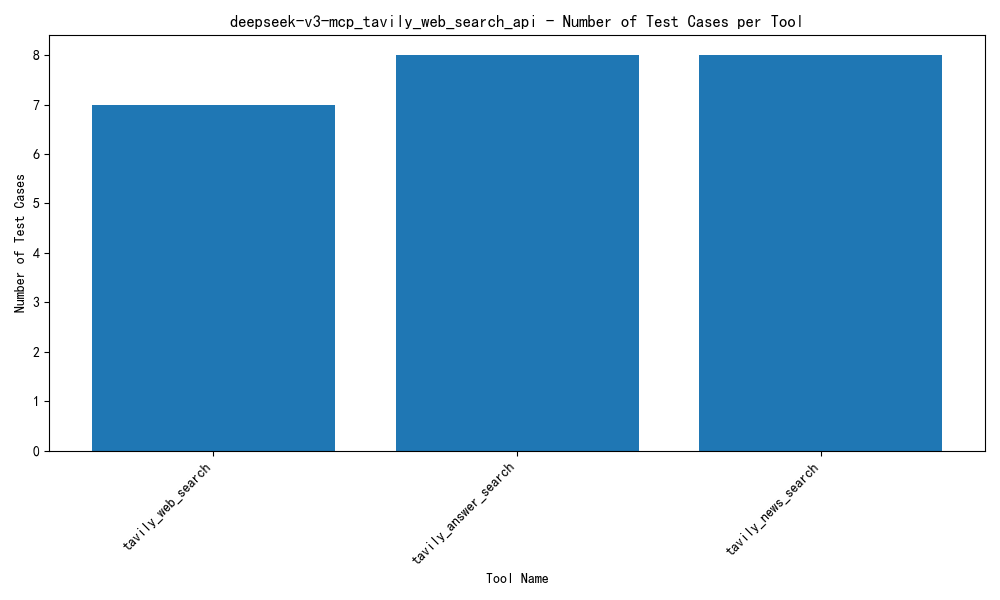 deepseek-v3-mcp_tavily_web_search_api - Number of Test Cases per Tool
Number of Test Cases
8
7
6
5
4
3
2
1
0
tavily_web_search
tavily_answer_search
tavily_news_search
Tool Name